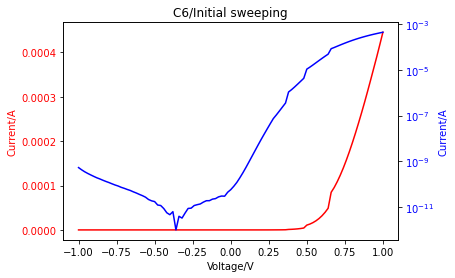 C6/Initial sweeping
Current/A
0.0004
0.0003
0.0002
0.0001
0.0000
10⁻³
10⁻⁵
10⁻⁷
10⁻⁹
10⁻¹¹
Current/A
−1.00 −0.75 −0.50 −0.25 0.00 0.25 0.50 0.75 1.00
Voltage/V